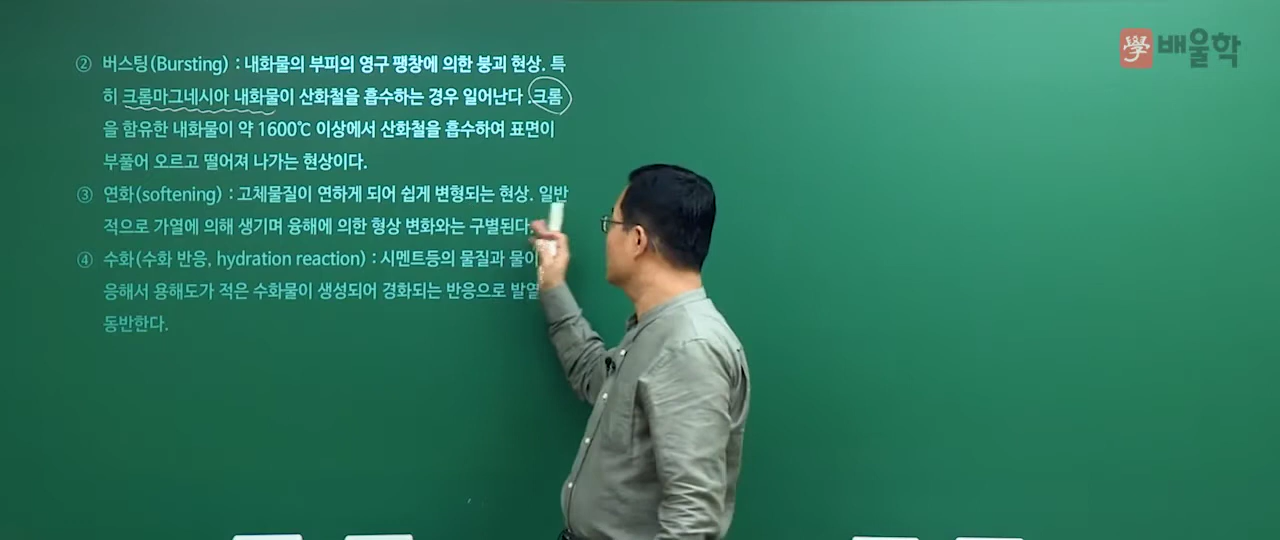 學 배울학
② 버스팅(Bursting) : 내화물의 부피의 영구 팽창에 의한 붕괴 현상. 특
히 크롬마그네시아 내화물이 산화철을 흡수하는 경우 일어난다 .크롬
을 함유한 내화물이 약 1600℃ 이상에서 산화철을 흡수하여 표면이
부풀어 오르고 떨어져 나가는 현상이다.
③ 연화(softening) : 고체물질이 연하게 되어 쉽게 변형되는 현상. 일반
적으로 가열에 의해 생기며 융해에 의한 형상 변화와는 구별된다.
④ 수화(수화 반응, hydration reaction) : 시멘트등의 물질과 물이
응해서 용해도가 적은 수화물이 생성되어 경화되는 반응으로 발열
동반한다.